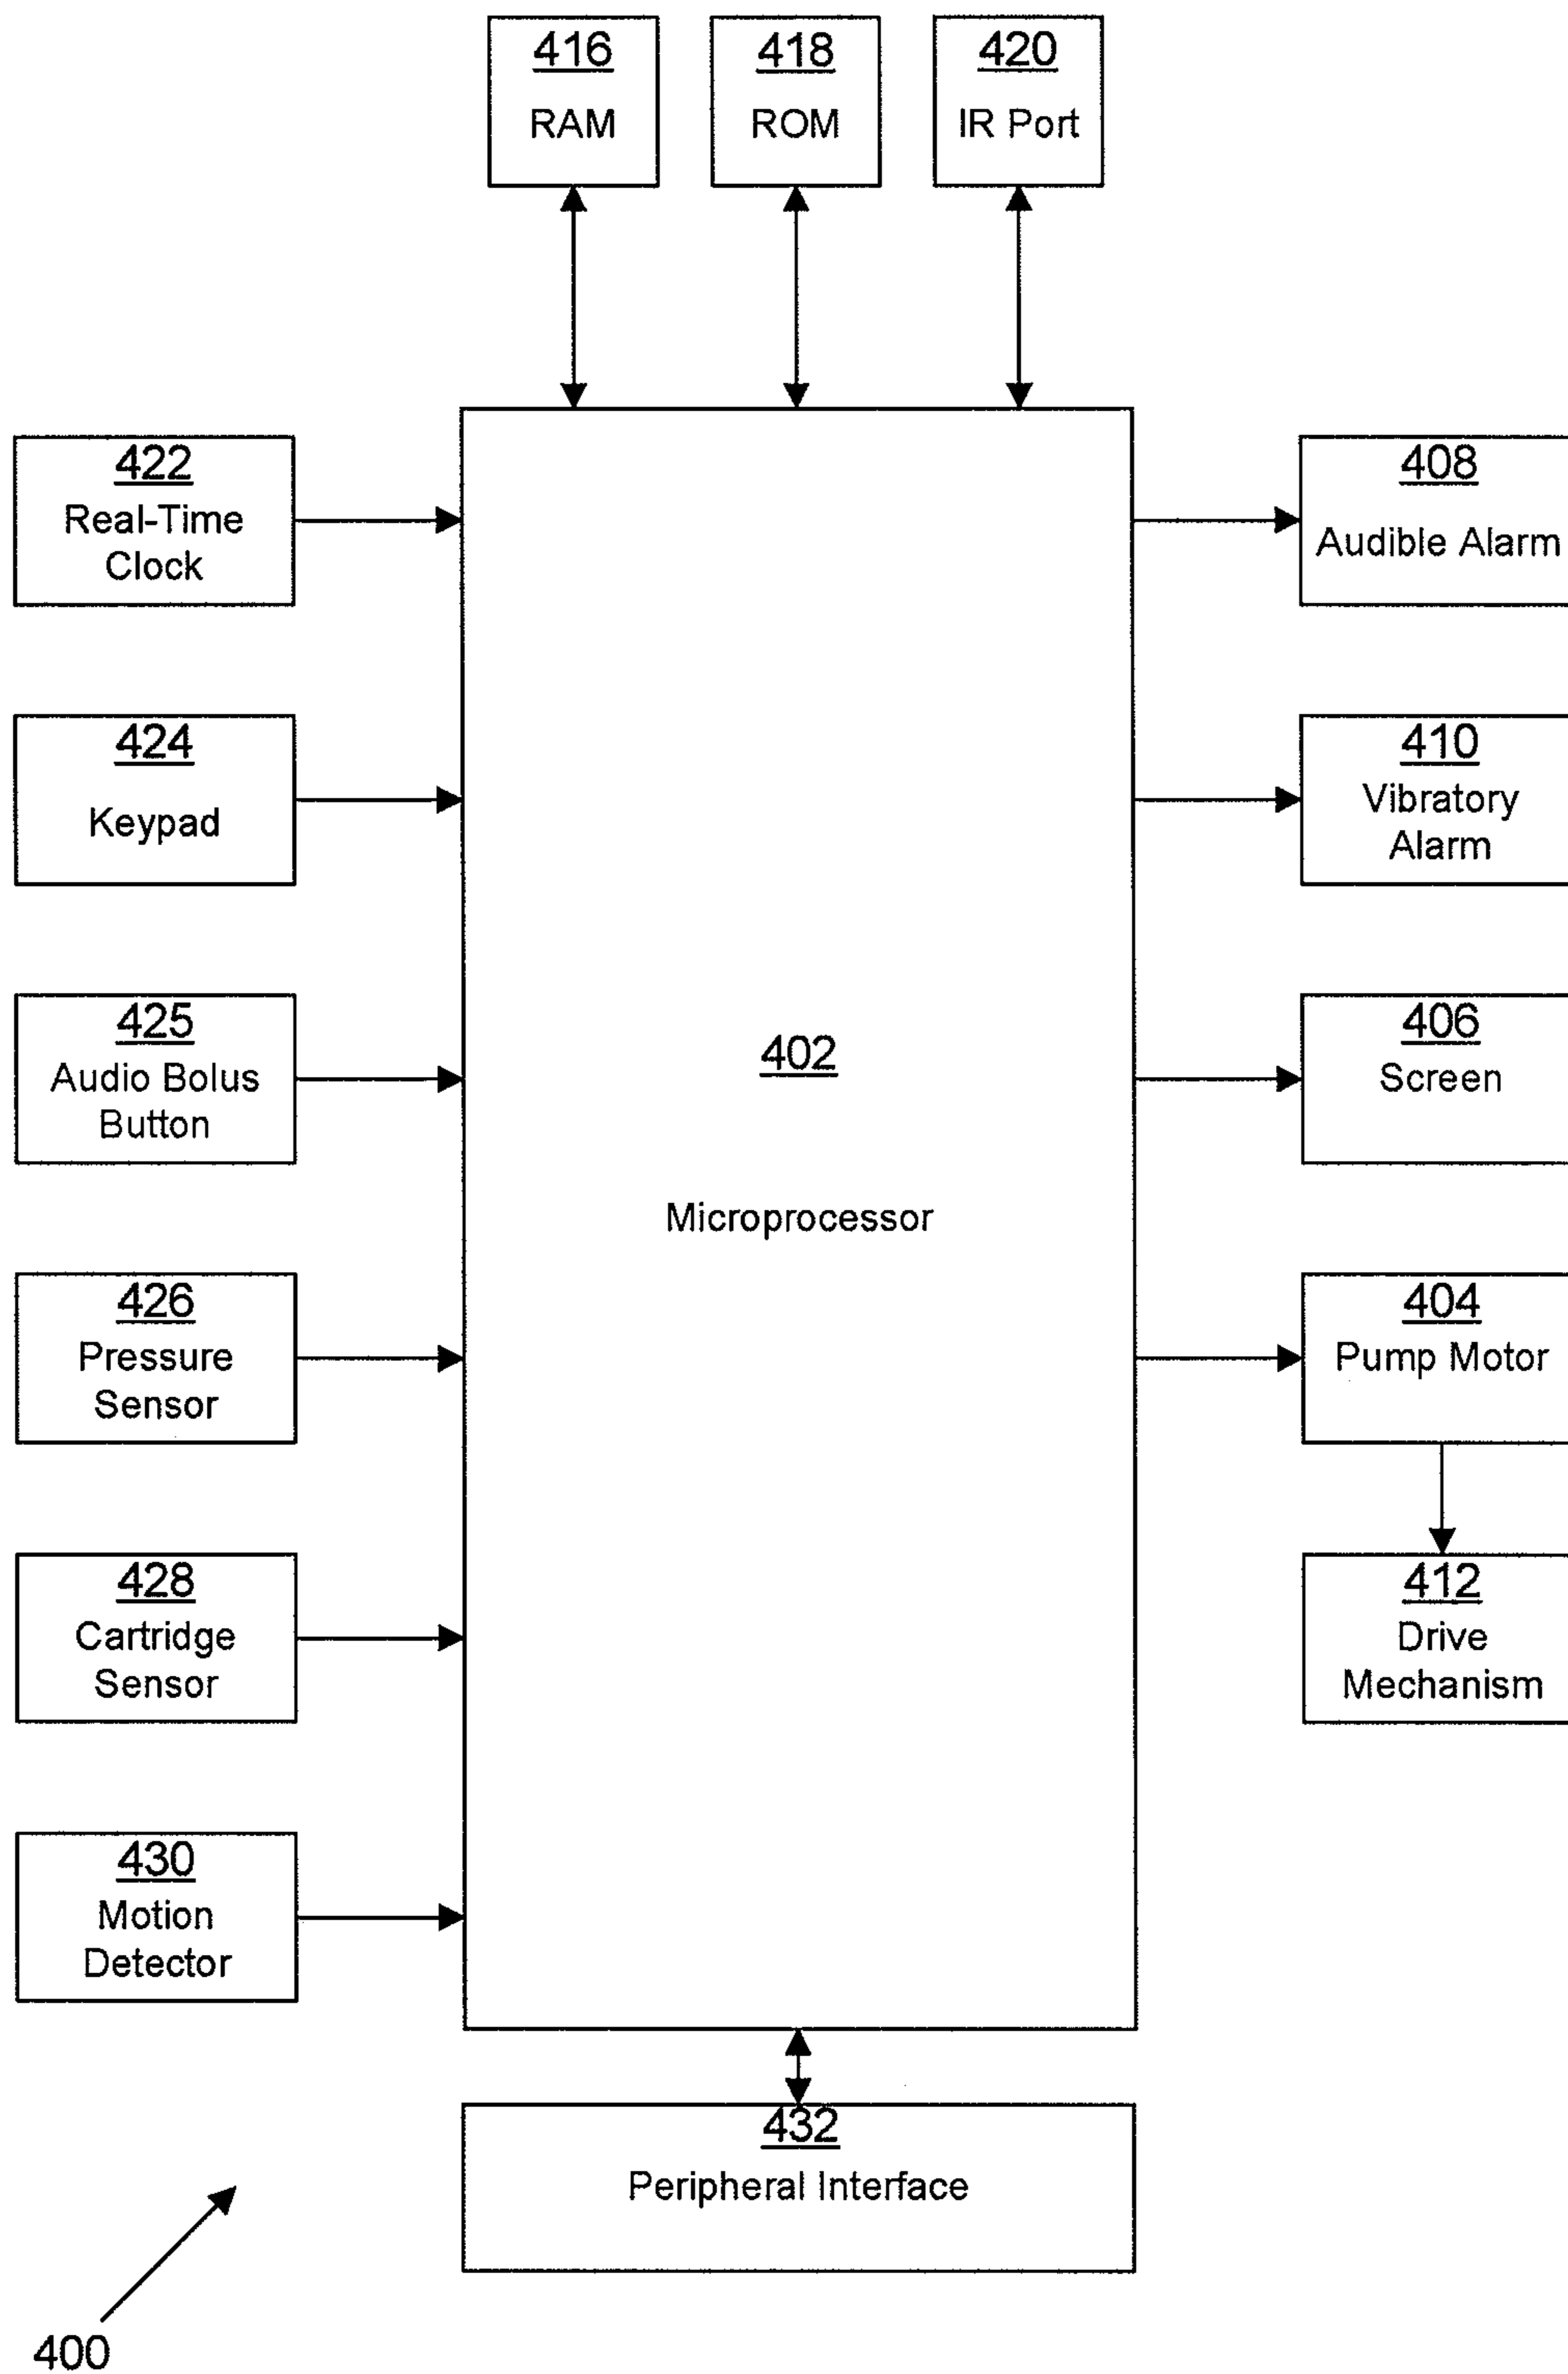 416
RAM
418
ROM
420
IR Port
422
Real-Time
Clock
424
Keypad
425
Audio Bolus
Button
426
Pressure
Sensor
428
Cartridge
Sensor
430
Motion
Detector
402
Microprocessor
408
Audible Alarm
410
Vibratory
Alarm
406
Screen
404
Pump Motor
412
Drive
Mechanism
432
Peripheral Interface
400